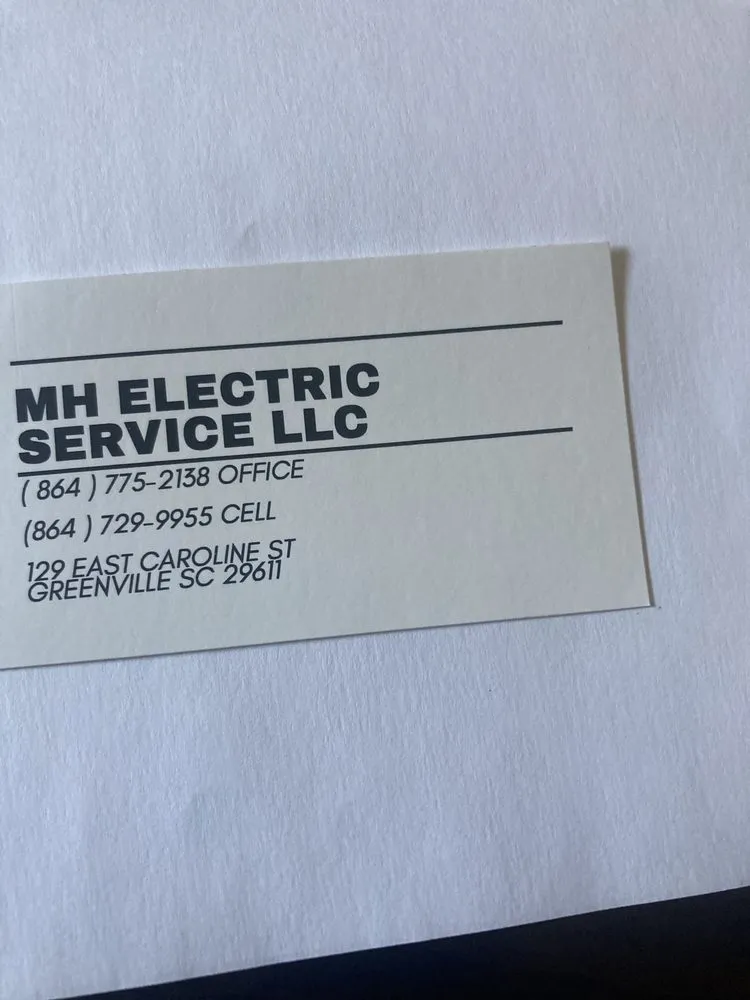 MH ELECTRIC
SERVICE LLC
( 864 ) 775-2138 OFFICE
(864 ) 729-9955 CELL
129 EAST CAROLINE ST
GREENVILLE SC 29611